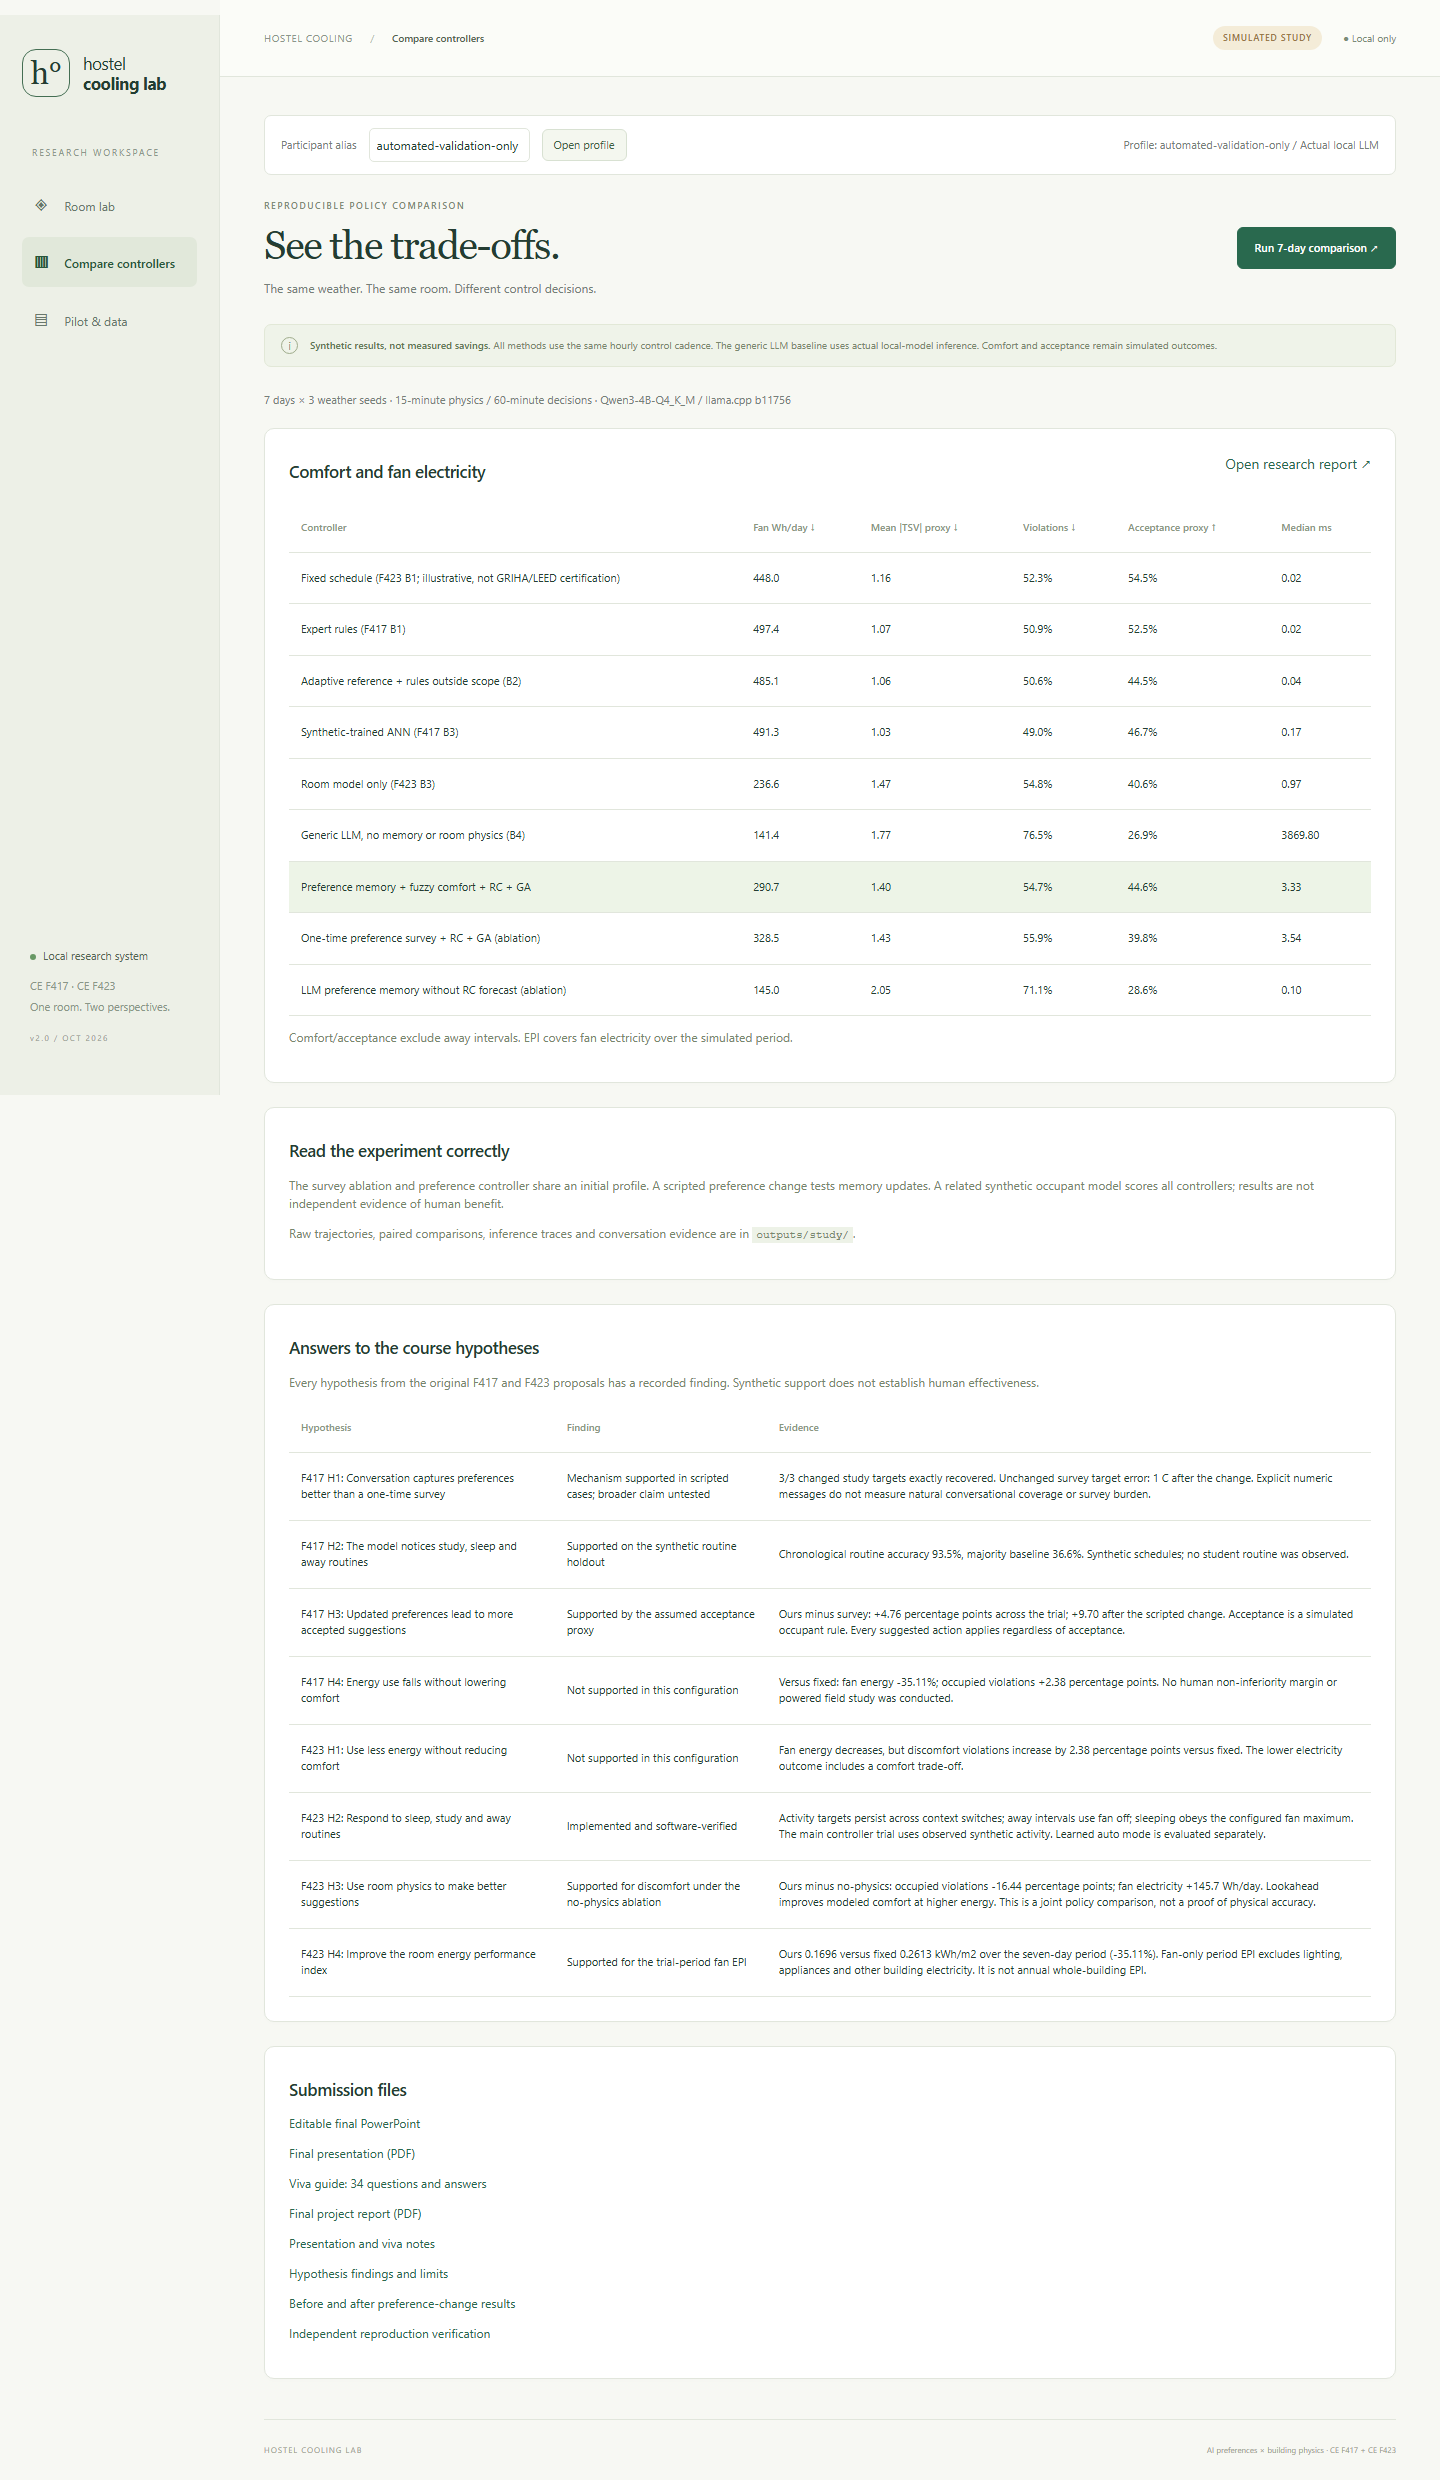 hº
hostel
cooling lab
RESEARCH WORKSPACE
Room lab
Compare controllers
Pilot & data
Local research system
CE F417 · CE F423
One room. Two perspectives.
v2.0 / OCT 2026
HOSTEL COOLING / Compare controllers
SIMULATED STUDY
● Local only
Participant alias automated-validation-only Open profile
Profile: automated-validation-only / Actual local LLM
REPRODUCIBLE POLICY COMPARISON
See the trade-offs.
Run 7-day comparison ↗
The same weather. The same room. Different control decisions.
i Synthetic results, not measured savings. All methods use the same hourly control cadence. The generic LLM baseline uses actual local-model inference. Comfort and acceptance remain simulated outcomes.
7 days × 3 weather seeds · 15-minute physics / 60-minute decisions · Qwen3-4B-Q4_K_M / llama.cpp b11756
Comfort and fan electricity
Open research report ↗
Controller Fan Wh/day ↓ Mean |TSV| proxy ↓ Violations ↓ Acceptance proxy ↑ Median ms
Fixed schedule (F423 B1; illustrative, not GRIHA/LEED certification) 448.0 1.16 52.3% 54.5% 0.02
Expert rules (F417 B1) 497.4 1.07 50.9% 52.5% 0.02
Adaptive reference + rules outside scope (B2) 485.1 1.06 50.6% 44.5% 0.04
Synthetic-trained ANN (F417 B3) 491.3 1.03 49.0% 46.7% 0.17
Room model only (F423 B3) 236.6 1.47 54.8% 40.6% 0.97
Generic LLM, no memory or room physics (B4) 141.4 1.77 76.5% 26.9% 3869.80
Preference memory + fuzzy comfort + RC + GA 290.7 1.40 54.7% 44.6% 3.33
One-time preference survey + RC + GA (ablation) 328.5 1.43 55.9% 39.8% 3.54
LLM preference memory without RC forecast (ablation) 145.0 2.05 71.1% 28.6% 0.10
Comfort/acceptance exclude away intervals. EPI covers fan electricity over the simulated period.
Read the experiment correctly
The survey ablation and preference controller share an initial profile. A scripted preference change tests memory updates. A related synthetic occupant model scores all controllers; results are not
independent evidence of human benefit.
Raw trajectories, paired comparisons, inference traces and conversation evidence are in outputs/study/.
Answers to the course hypotheses
Every hypothesis from the original F417 and F423 proposals has a recorded finding. Synthetic support does not establish human effectiveness.
Hypothesis Finding Evidence
F417 H1: Conversation captures preferences
better than a one-time survey
Mechanism supported in scripted
cases; broader claim untested
3/3 changed study targets exactly recovered. Unchanged survey target error: 1 C after the change. Explicit numeric
messages do not measure natural conversational coverage or survey burden.
F417 H2: The model notices study, sleep and
away routines
Supported on the synthetic routine
holdout
Chronological routine accuracy 93.5%, majority baseline 36.6%. Synthetic schedules; no student routine was observed.
F417 H3: Updated preferences lead to more
accepted suggestions
Supported by the assumed acceptance
proxy
Ours minus survey: +4.76 percentage points across the trial; +9.70 after the scripted change. Acceptance is a simulated
occupant rule. Every suggested action applies regardless of acceptance.
F417 H4: Energy use falls without lowering
comfort
Not supported in this configuration
Versus fixed: fan energy -35.11%; occupied violations +2.38 percentage points. No human non-inferiority margin or
powered field study was conducted.
F423 H1: Use less energy without reducing
comfort
Not supported in this configuration
Fan energy decreases, but discomfort violations increase by 2.38 percentage points versus fixed. The lower electricity
outcome includes a comfort trade-off.
F423 H2: Respond to sleep, study and away
routines
Implemented and software-verified
Activity targets persist across context switches; away intervals use fan off; sleeping obeys the configured fan maximum.
The main controller trial uses observed synthetic activity. Learned auto mode is evaluated separately.
F423 H3: Use room physics to make better
suggestions
Supported for discomfort under the
no-physics ablation
Ours minus no-physics: occupied violations -16.44 percentage points; fan electricity +145.7 Wh/day. Lookahead
improves modeled comfort at higher energy. This is a joint policy comparison, not a proof of physical accuracy.
F423 H4: Improve the room energy performance
index
Supported for the trial-period fan EPI
Ours 0.1696 versus fixed 0.2613 kWh/m2 over the seven-day period (-35.11%). Fan-only period EPI excludes lighting,
appliances and other building electricity. It is not annual whole-building EPI.
Submission files
Editable final PowerPoint
Final presentation (PDF)
Viva guide: 34 questions and answers
Final project report (PDF)
Presentation and viva notes
Hypothesis findings and limits
Before and after preference-change results
Independent reproduction verification
HOSTEL COOLING LAB
AI preferences × building physics · CE F417 + CE F423